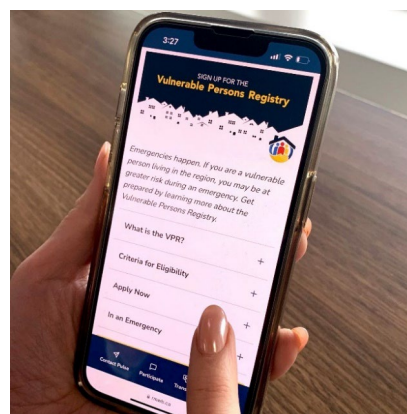 3:27
SIGN UP FOR THE
Vulnerable Persons Registry
Emergencies happen. If you are a vulnerable
person living in the region, you may be at
greater risk during an emergency. Get
prepared by learning more about the
Vulnerable Persons Registry.
What is the VPR?
+
Criteria for Eligibility
+
Apply Now
+
In an Emergency
+
Contact Pulse
Participate